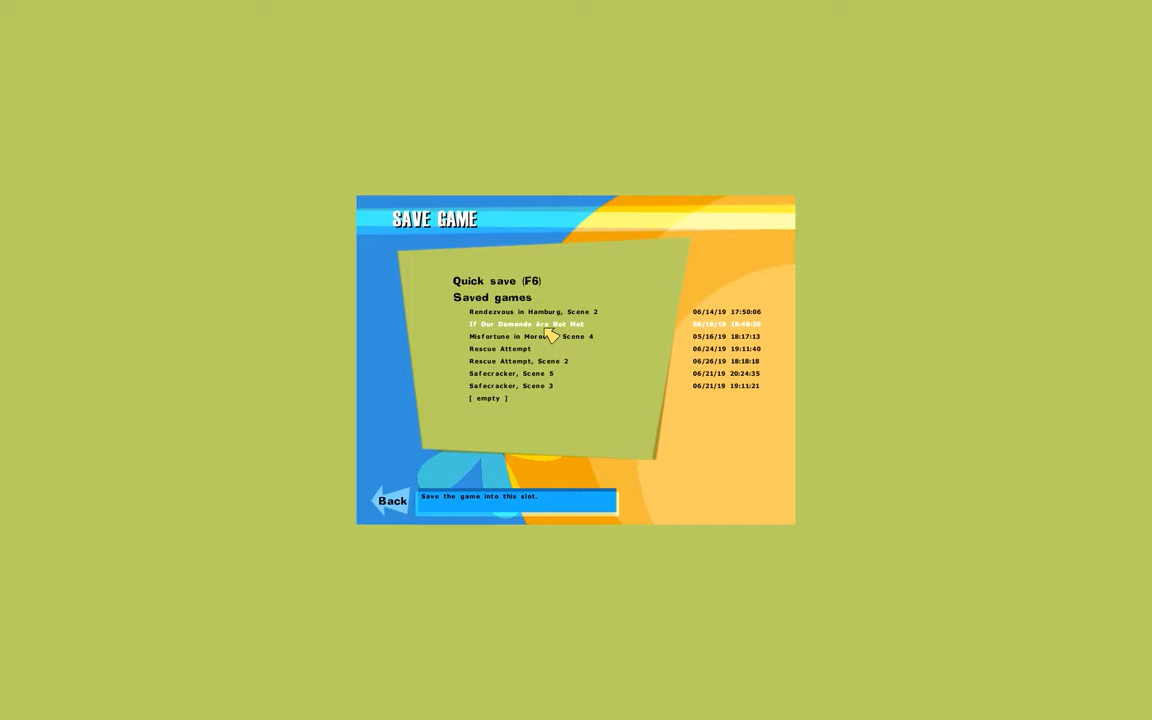 SAVE GAME
Quick save (F6)
Saved games
Rendezvous in Hamburg, Scene 2 06/14/19 17:50:06
If Our Demands Are Not Met
Misfortune in Scene 4 05/16/19 18:17:13
Rescue Attempt 06/24/19 19:11:40
Rescue Attempt, Scene 2 06/26/19 18:18:18
Safecracker, Scene 5 06/21/19 20:24:35
Safecracker, Scene 3 06/21/19 19:11:21
[ empty ]
Back
Save the game into this slot.